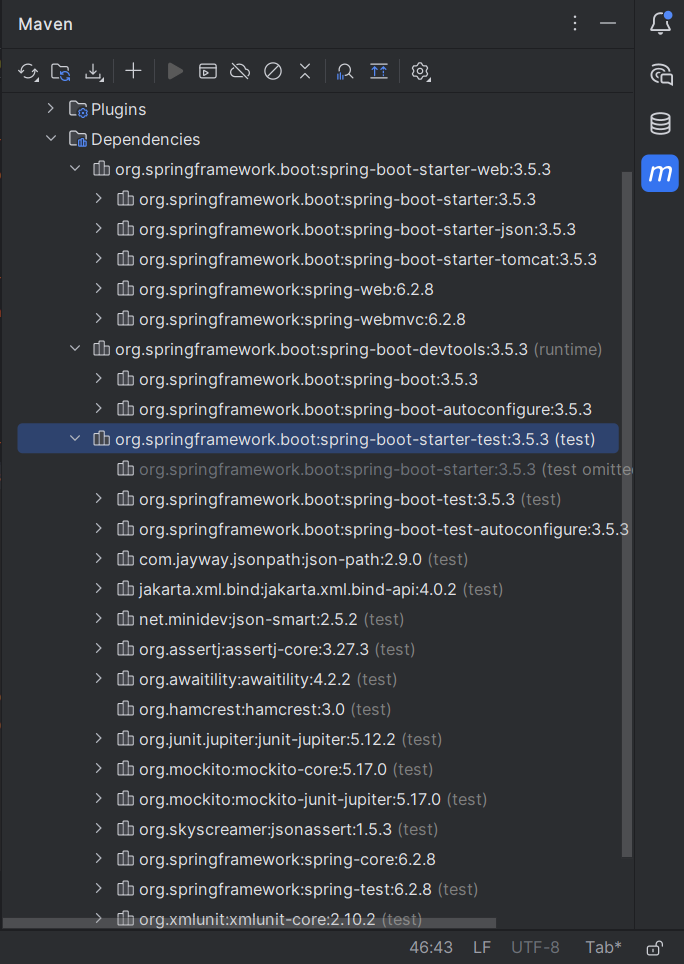 Maven
Plugins
Dependencies
org.springframework.boot:spring-boot-starter-web:3.5.3
org.springframework.boot:spring-boot-starter:3.5.3
org.springframework.boot:spring-boot-starter-json:3.5.3
org.springframework.boot:spring-boot-starter-tomcat:3.5.3
org.springframework:spring-web:6.2.8
org.springframework:spring-webmvc:6.2.8
org.springframework.boot:spring-boot-devtools:3.5.3 (runtime)
org.springframework.boot:spring-boot:3.5.3
org.springframework.boot:spring-boot-autoconfigure:3.5.3
org.springframework.boot:spring-boot-starter-test:3.5.3 (test)
org.springframework.boot:spring-boot-starter:3.5.3 (test omitte
org.springframework.boot:spring-boot-test:3.5.3 (test)
org.springframework.boot:spring-boot-test-autoconfigure:3.5.3
com.jayway.jsonpath:json-path:2.9.0 (test)
jakarta.xml.bind:jakarta.xml.bind-api:4.0.2 (test)
net.minidev:json-smart:2.5.2 (test)
org.assertj:assertj-core:3.27.3 (test)
org.awaitility:awaitility:4.2.2 (test)
org.hamcrest:hamcrest:3.0 (test)
org.junit.jupiter:junit-jupiter:5.12.2 (test)
org.mockito:mockito-core:5.17.0 (test)
org.mockito:mockito-junit-jupiter:5.17.0 (test)
org.skyscreamer:jsonassert:1.5.3 (test)
org.springframework:spring-core:6.2.8
org.springframework:spring-test:6.2.8 (test)
org.xmlunit:xmlunit-core:2.10.2 (test)
m
46:43 LF UTF-8 Tab*